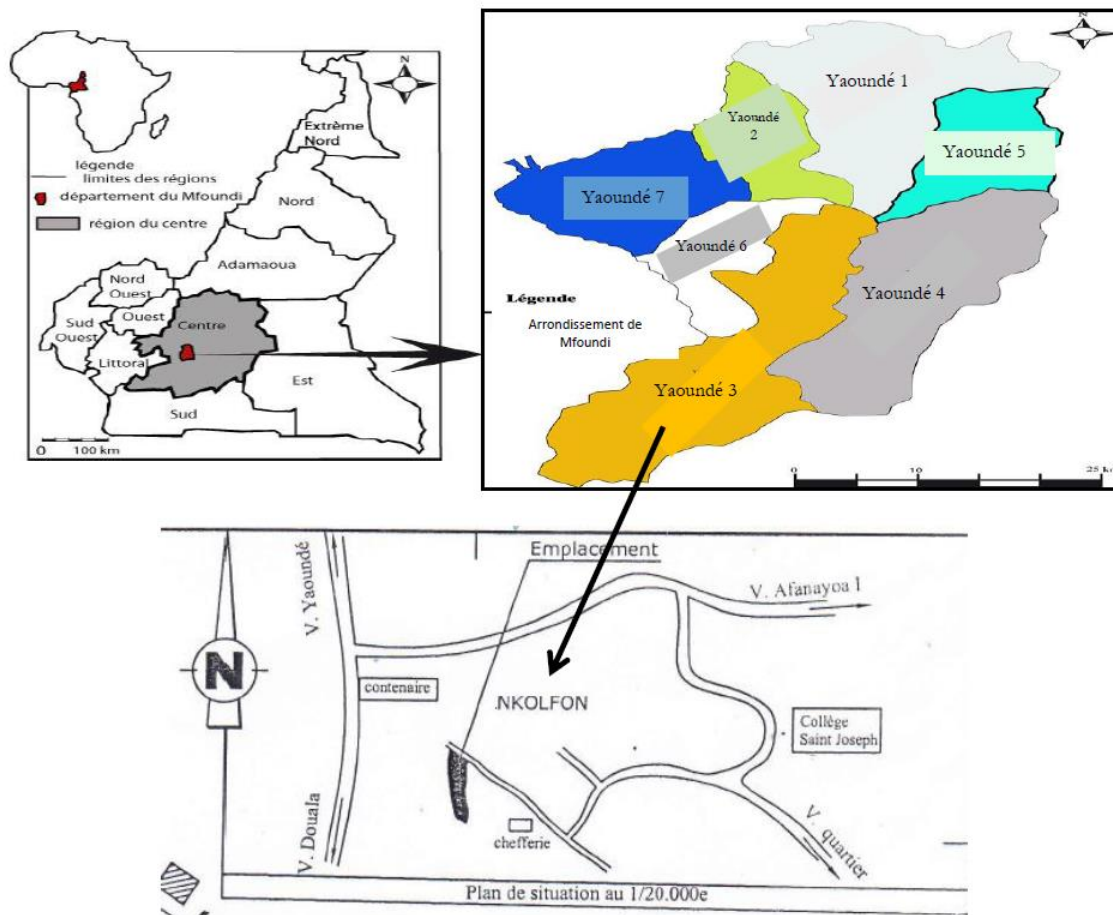 N
légende
limites des régions
département du Mfoundi
région du centre
Extrême
Nord
Nord
Adamaoua
Nord
Ouest
Ouest
Sud
Ouest
Centre
Littoral
Est
Sud
0 100 km
N
Yaoundé 1
Yaoundé
2
Yaoundé 5
Yaoundé 7
Yaoundé 6
Yaoundé 4
Légende
Arrondissement de
Mfoundi
Yaoundé 3
0 10 25 km
Emplacement
V. Yaoundé
V. Afanayoa I
N
contenaire
.NKOLFON
Collège
Saint Joseph
V. Douala
chefferie
V. quartier
Plan de situation au 1/20.000e